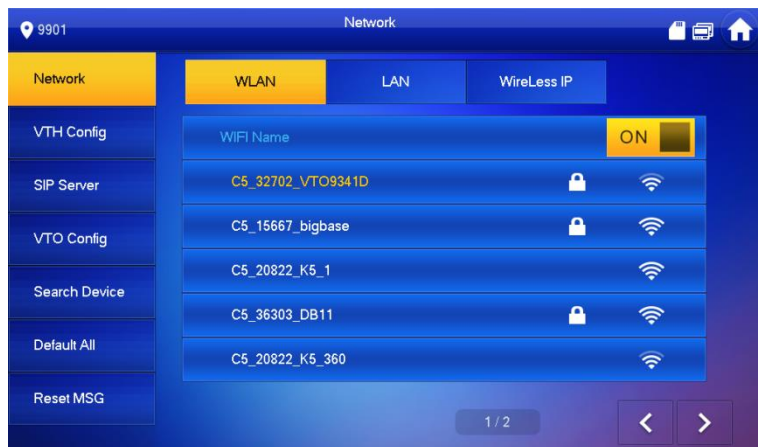 9901
Network
Network
WLAN
LAN
WireLess IP
VTH Config
WIFI Name
ON
SIP Server
C5_32702_VTO9341D
VTO Config
C5_15667_bigbase
Search Device
C5_20822_K5_1
Default All
C5_36303_DB11
Reset MSG
C5_20822_K5_360
1/2